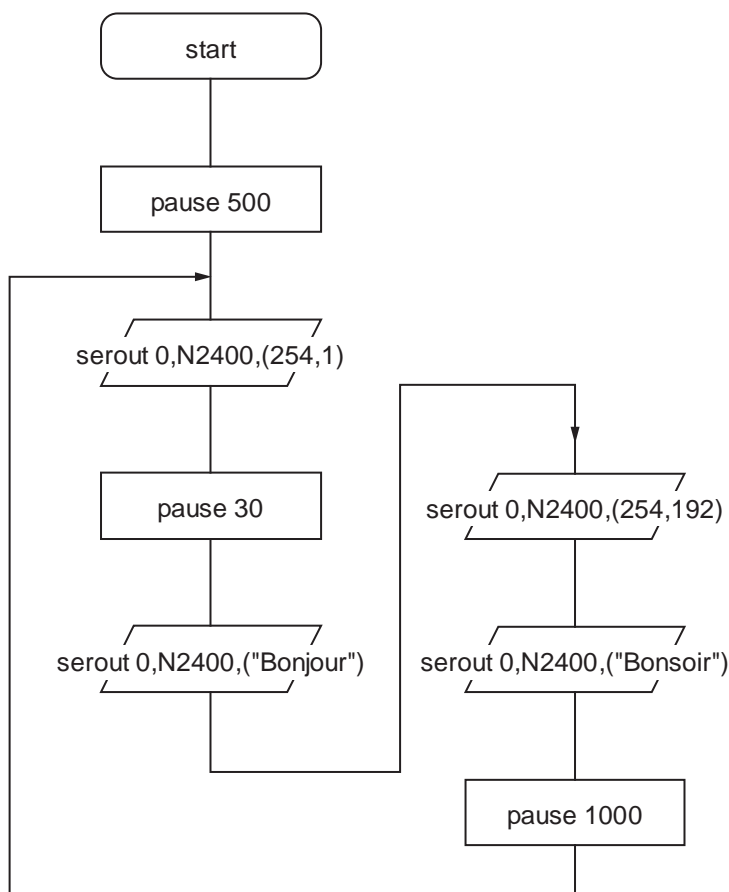 start
pause 500
serout 0,N2400,(254,1)
pause 30
serout 0,N2400,("Bonjour")
serout 0,N2400,(254,192)
serout 0,N2400,("Bonsoir")
pause 1000